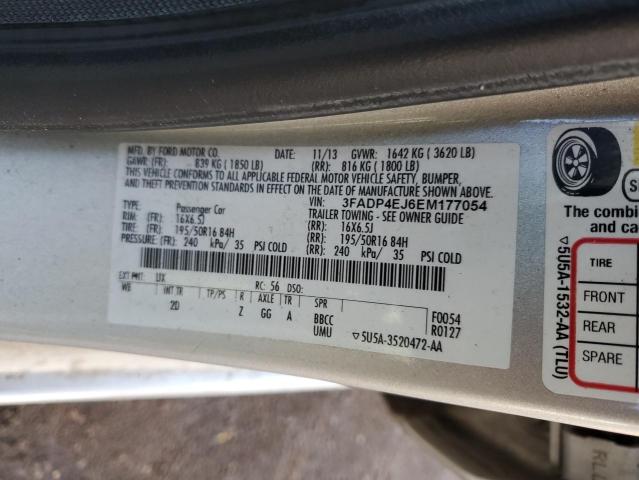 MFD. BY FORD MOTOR CO.
DATE: 11/13 GVWR: 1642 KG ( 3620 LB)
GAWR: (FR): 839 KG ( 1850 LB) (RR): 816 KG ( 1800 LB)
THIS VEHICLE CONFORMS TO ALL APPLICABLE FEDERAL MOTOR VEHICLE SAFETY, BUMPER,
AND THEFT PREVENTION STANDARDS IN EFFECT ON THE DATE OF MANUFACTURE SHOWN ABOVE.
VIN: 3FADP4EJ6EM177054
TYPE: Passenger Car TRAILER TOWING - SEE OWNER GUIDE
RIM: (FR): 16X6.5J (RR): 16X6.5J
TIRE: (FR): 195/50R16 84H (RR): 195/50R16 84H
PRESSURE: (FR): 240 kPa/ 35 PSI COLD (RR): 240 kPa/ 35 PSI COLD
EXT PNT: UX RC: 56 DSO:
WB INT TR TP/PS R AXLE TR SPR
2D Z GG A BBCC
UMU
F0054
R0127
▽5U5A-3520472-AA
The combin
and ca
TIRE
FRONT
REAR
SPARE
▽5U5A-1532-AA (TLU)